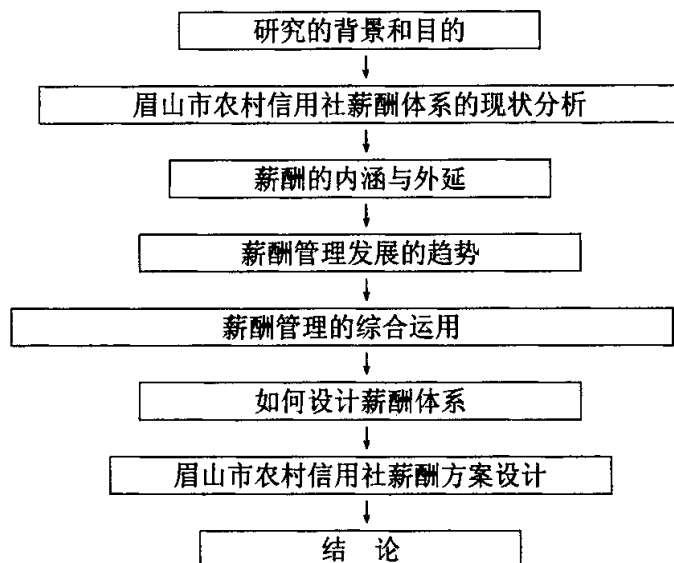 研究的背景和目的
眉山市农村信用社薪酬体系的现状分析
薪酬的内涵与外延
薪酬管理发展的趋势
薪酬管理的综合运用
如何设计薪酬体系
眉山市农村信用社薪酬方案设计
结 论